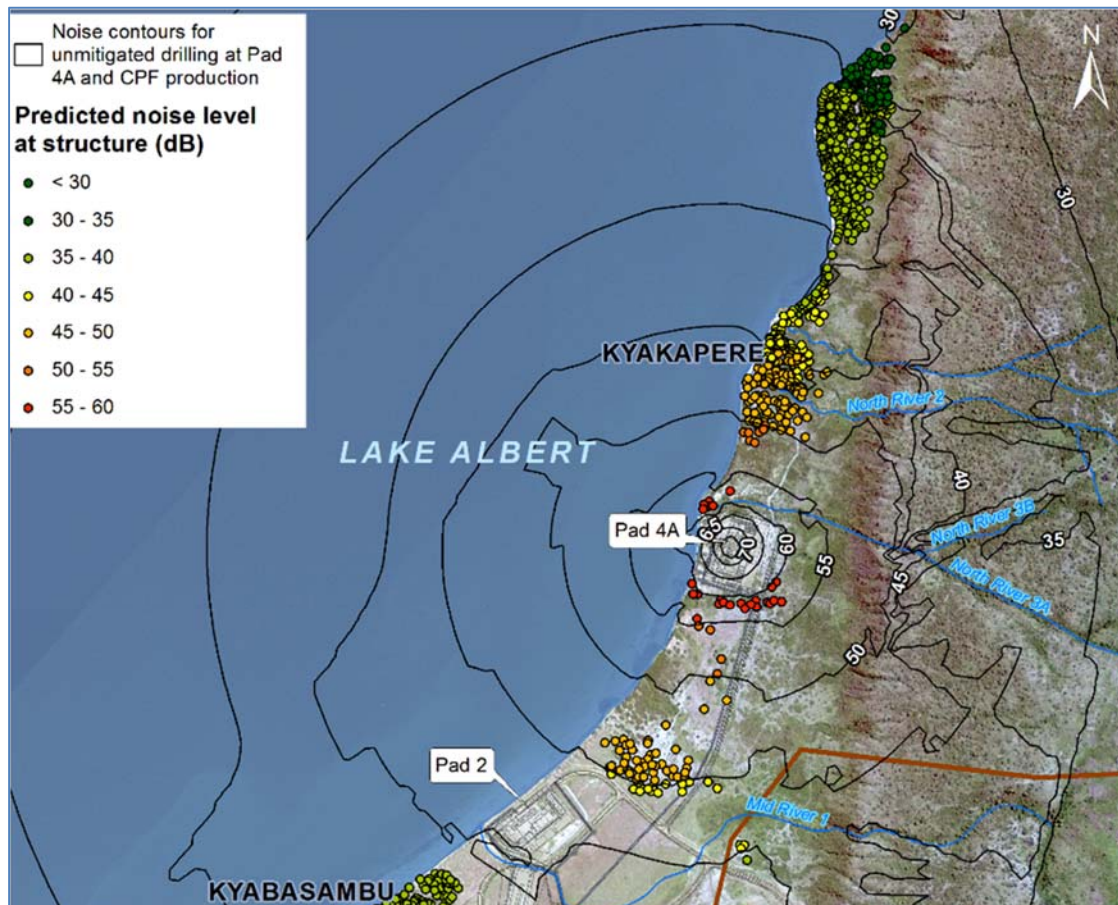 Noise contours for
unmitigated drilling at Pad
4A and CPF production
Predicted noise level
at structure (dB)
< 30
30 - 35
35 - 40
40 - 45
45 - 50
50 - 55
55 - 60
30
N
30
KYAKAPERE
North River 2
LAKE ALBERT
40
Pad 4A
65
70
60
55
North River 3B
35
45
North River 3A
50
Pad 2
Mid River 1
KYABASAMBU